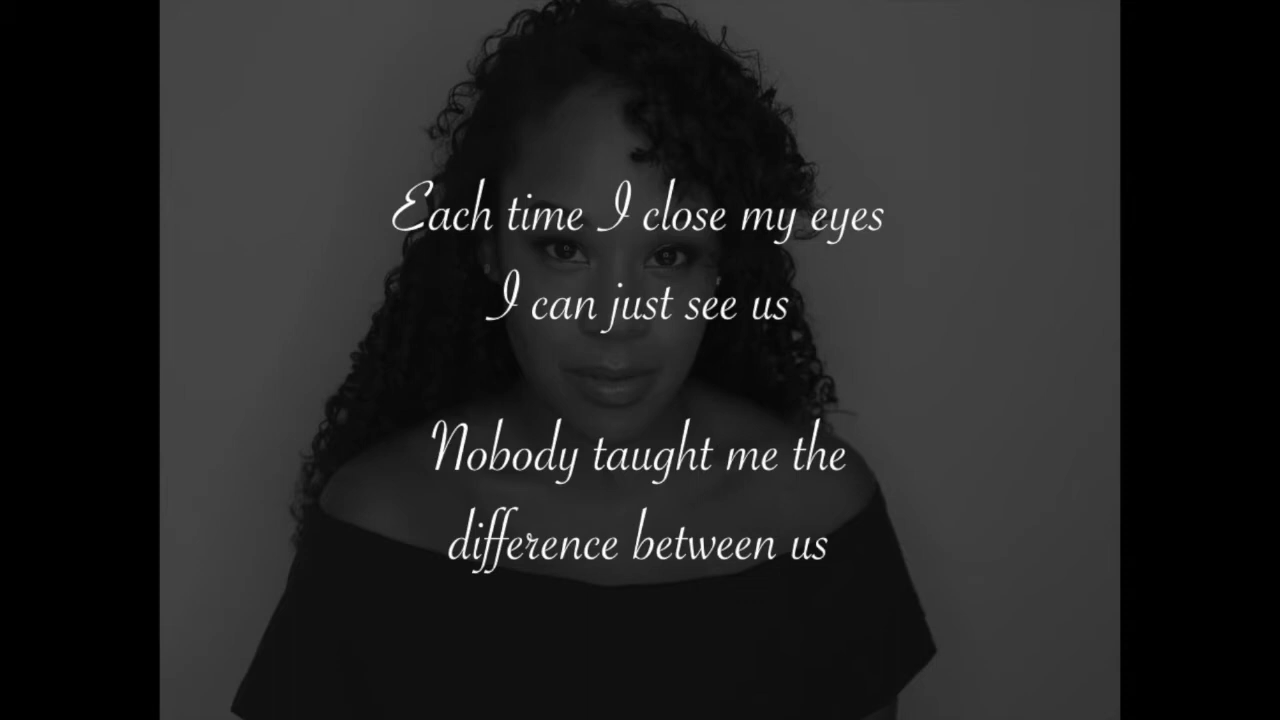 Each time I close my eyes
I can just see us
Nobody taught me the
difference between us